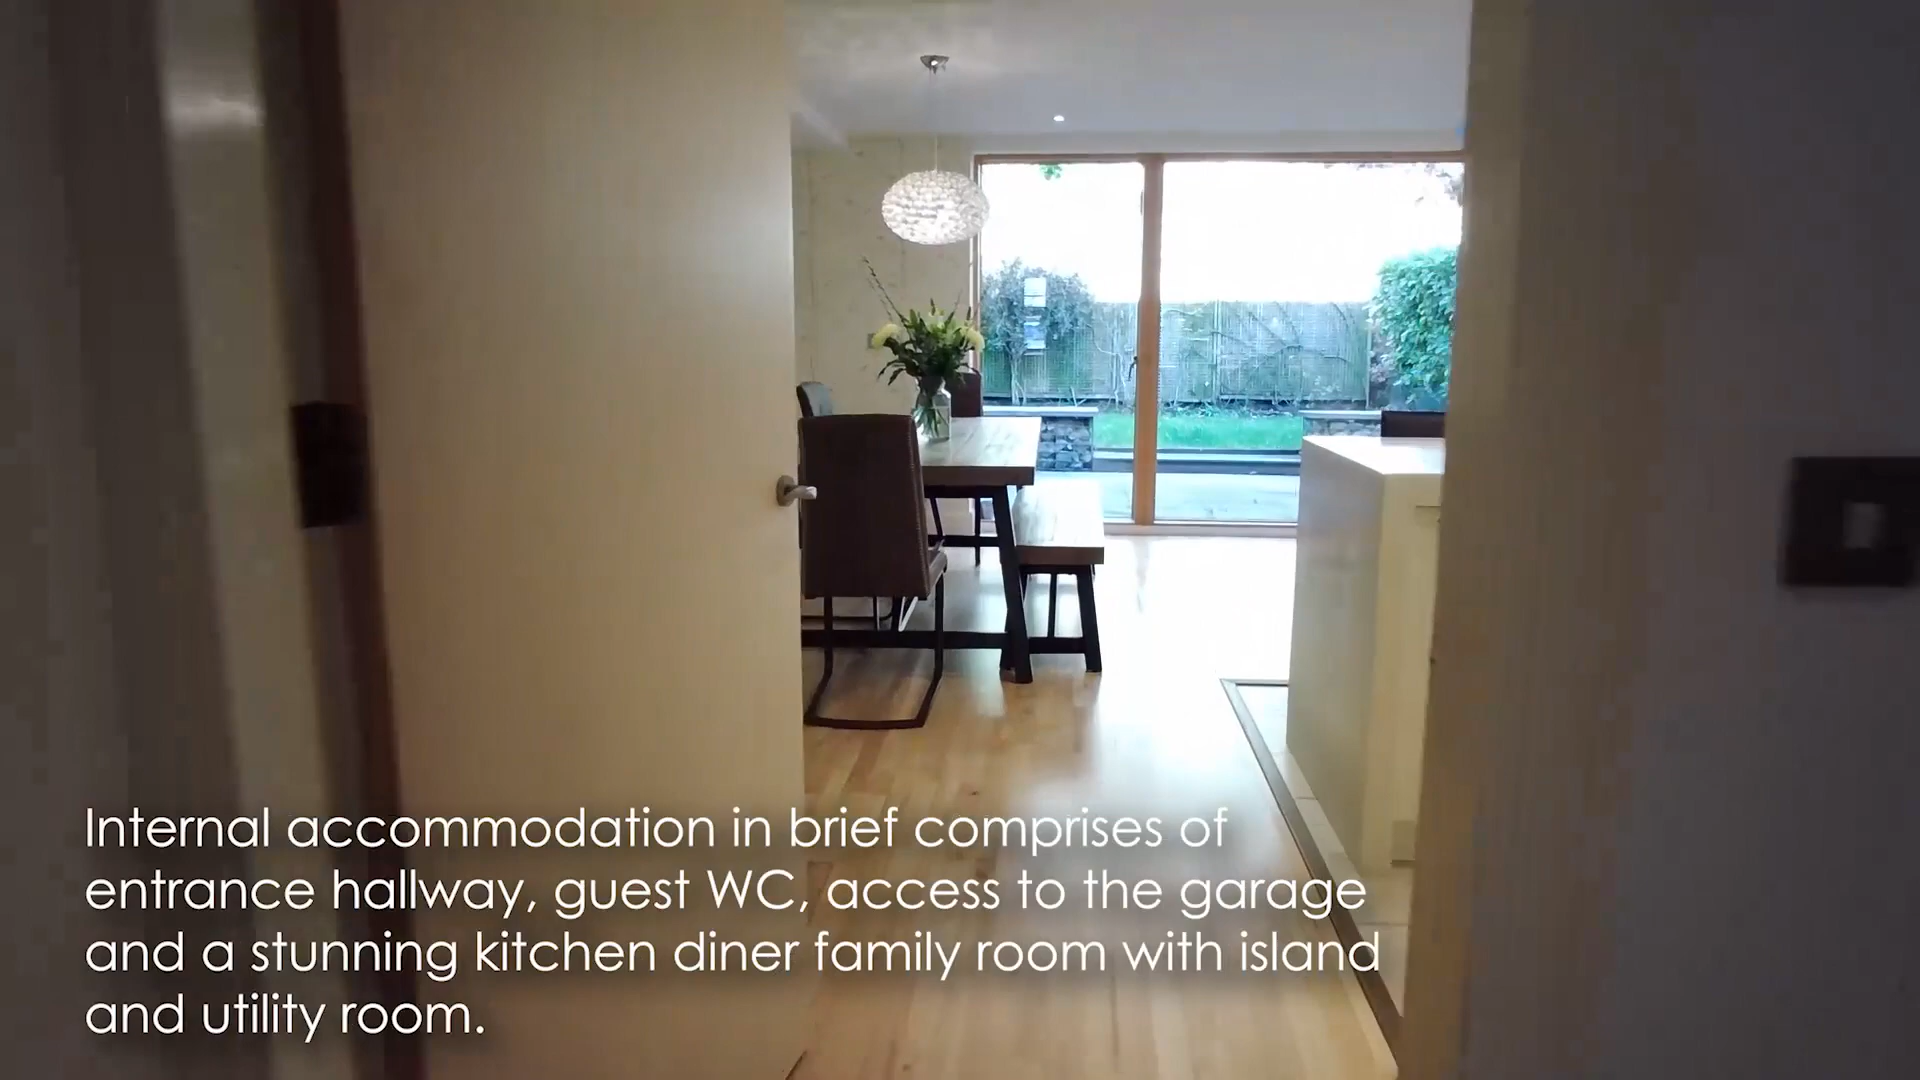 Internal accommodation in brief comprises of
entrance hallway, guest WC, access to the garage
and a stunning kitchen diner family room with island
and utility room.